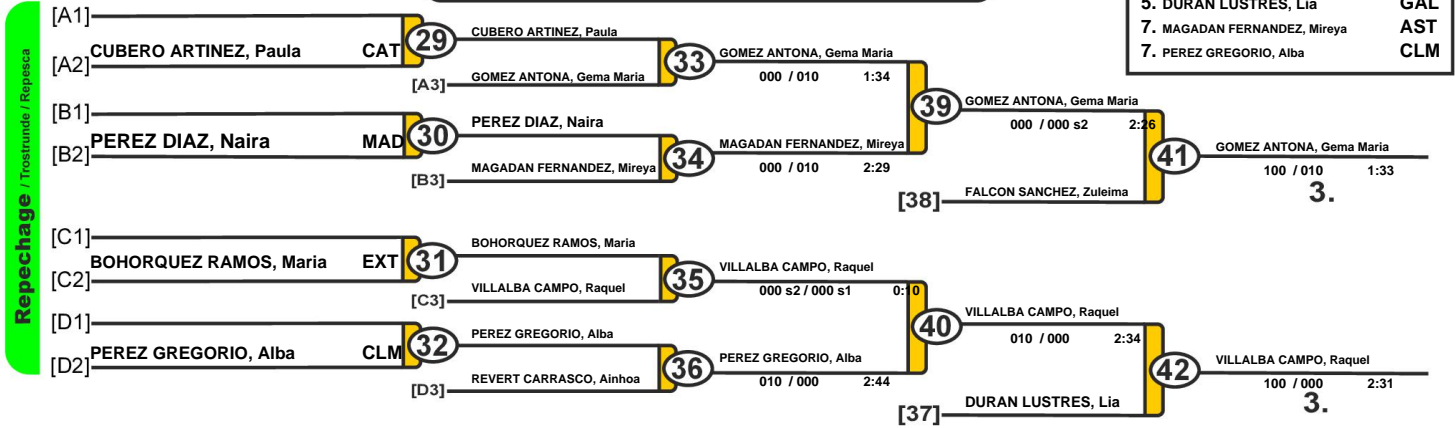 5. DURAN LUSTRES, Lia GAL
7. MAGADAN FERNANDEZ, Mireya AST
7. PEREZ GREGORIO, Alba CLM
Repechage / Trostrunde / Repesca
[A1]
[A2] CUBERO ARTINEZ, Paula CAT 29
CUBERO ARTINEZ, Paula
[A3] GOMEZ ANTONA, Gema Maria
33
GOMEZ ANTONA, Gema Maria
000 / 010 1:34
[B1]
[B2] PEREZ DIAZ, Naira MAD 30
PEREZ DIAZ, Naira
[B3] MAGADAN FERNANDEZ, Mireya
34
MAGADAN FERNANDEZ, Mireya
000 / 010 2:29
39
GOMEZ ANTONA, Gema Maria
000 / 000 s2 2:26
[38] FALCON SANCHEZ, Zuleima
41
GOMEZ ANTONA, Gema Maria
100 / 010 1:33
3.
[C1]
[C2] BOHORQUEZ RAMOS, Maria EXT 31
BOHORQUEZ RAMOS, Maria
[C3] VILLALBA CAMPO, Raquel
35
VILLALBA CAMPO, Raquel
000 s2 / 000 s1 0:10
[D1]
[D2] PEREZ GREGORIO, Alba CLM 32
PEREZ GREGORIO, Alba
[D3] REVERT CARRASCO, Ainhoa
36
PEREZ GREGORIO, Alba
010 / 000 2:44
40
VILLALBA CAMPO, Raquel
010 / 000 2:34
[37] DURAN LUSTRES, Lia
42
VILLALBA CAMPO, Raquel
100 / 000 2:31
3.